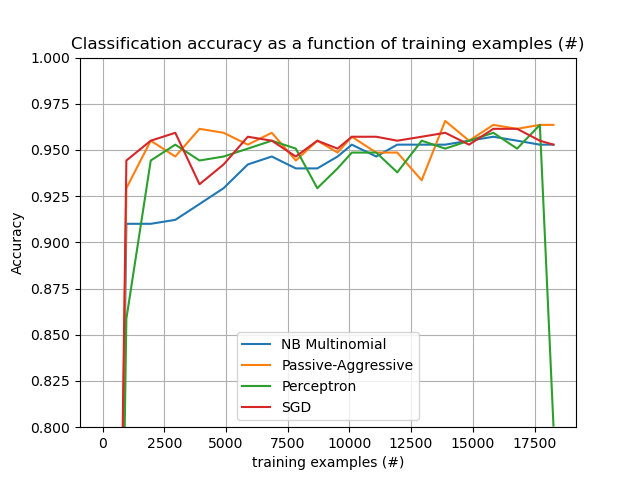 Classification accuracy as a function of training examples (#)
1.000
0.975
0.950
0.925
0.900
0.875
0.850
0.825
0.800
Accuracy
NB Multinomial
Passive-Aggressive
Perceptron
SGD
0 2500 5000 7500 10000 12500 15000 17500
training examples (#)